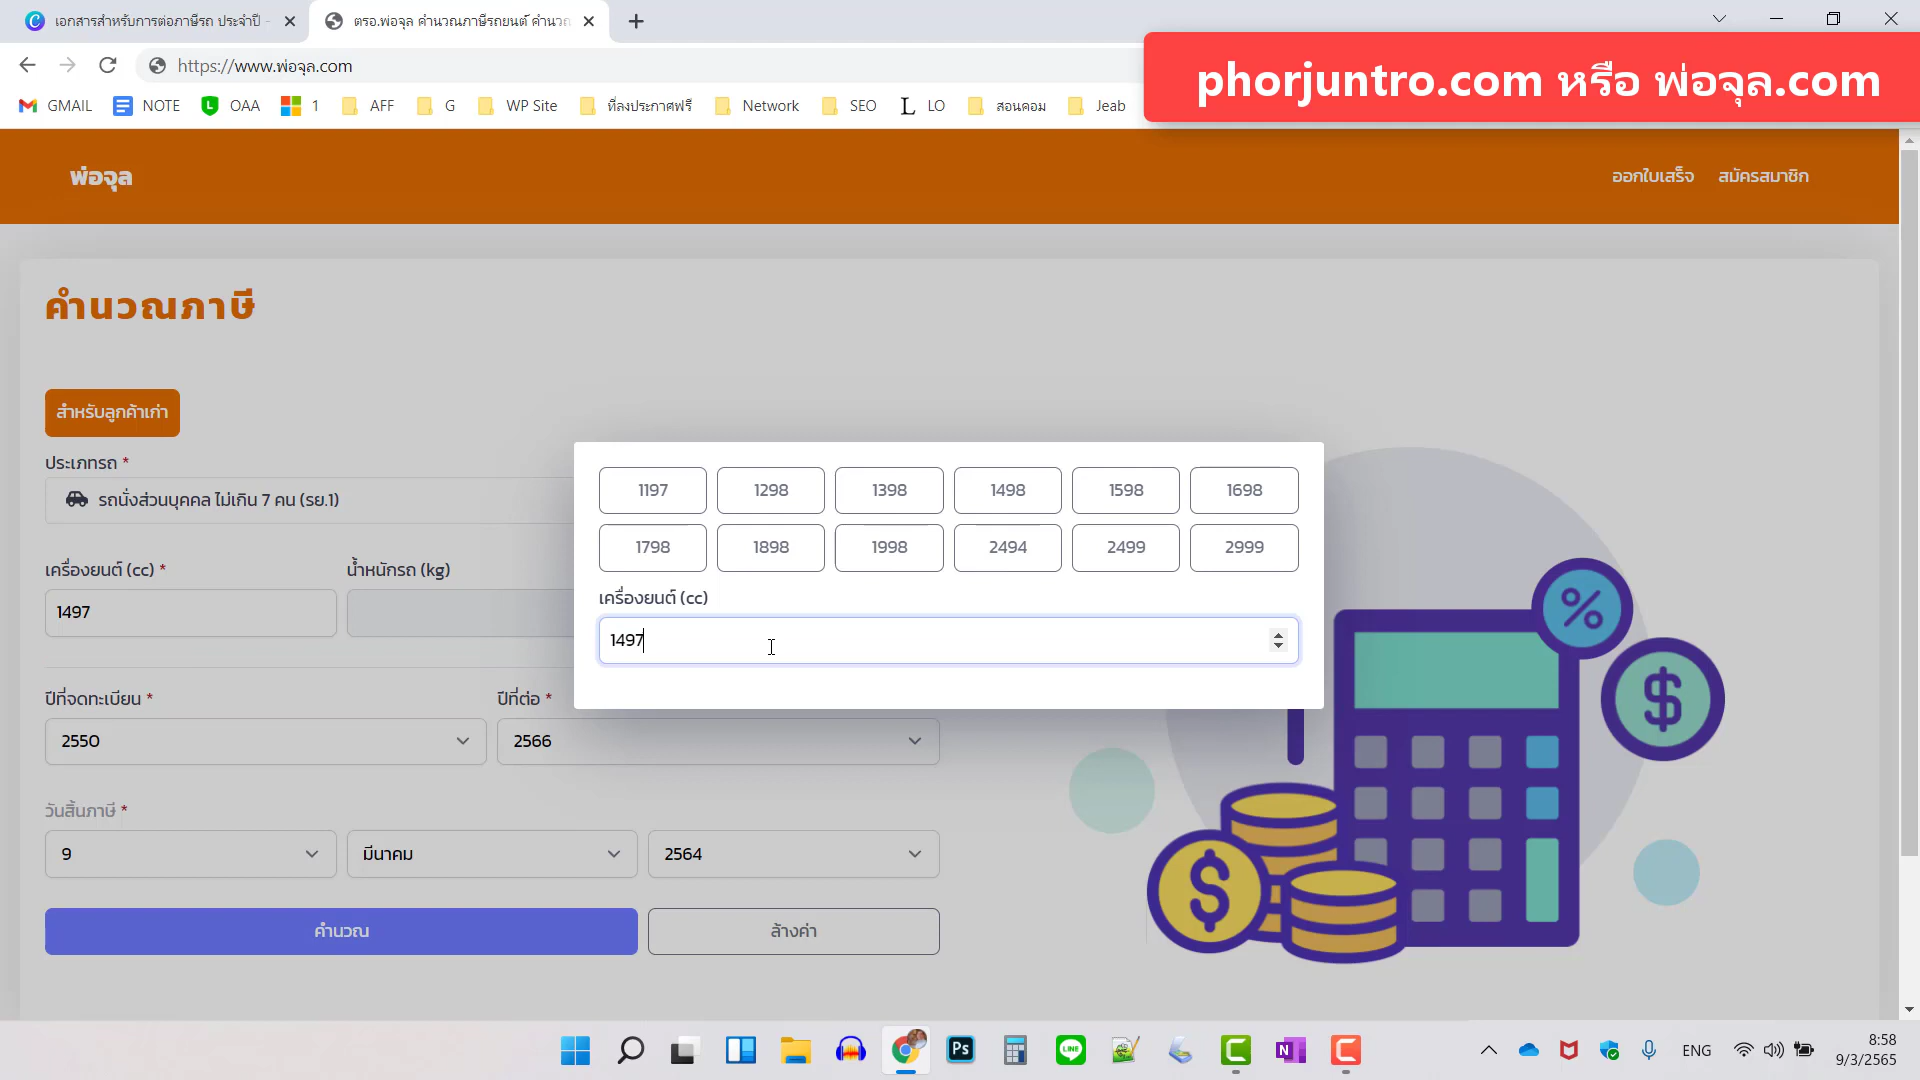 เอกสารสำหรับการต่อภาษีรถ ประจำปี -
ตรอ.พ่อจุล คำนวณภาษีรถยนต์ คำนวณ
https://www.พ่อจุล.com
phorjuntro.com หรือ พ่อจุล.com
GMAIL
NOTE
OAA
1
AFF
G
WP Site
ที่ลงประกาศฟรี
Network
SEO
L LO
สอนคอม
Jeab
พ่อจุล
ออกใบเสร็จ
สมัครสมาชิก
คำนวณภาษี
สำหรับลูกค้าเก่า
ประเภทรถ *
รถนั่งส่วนบุคคล ไม่เกิน 7 คน (รย.1)
เครื่องยนต์ (cc) *
น้ำหนักรถ (kg)
1497
1197
1298
1398
1498
1598
1698
1798
1898
1998
2494
2499
2999
เครื่องยนต์ (cc)
1497
ปีที่จดทะเบียน *
ปีที่ต่อ *
2550
2566
วันสิ้นภาษี *
9
มีนาคม
2564
คำนวณ
ล้างค่า
Ps
LINE
ENG
8:58
9/3/2565